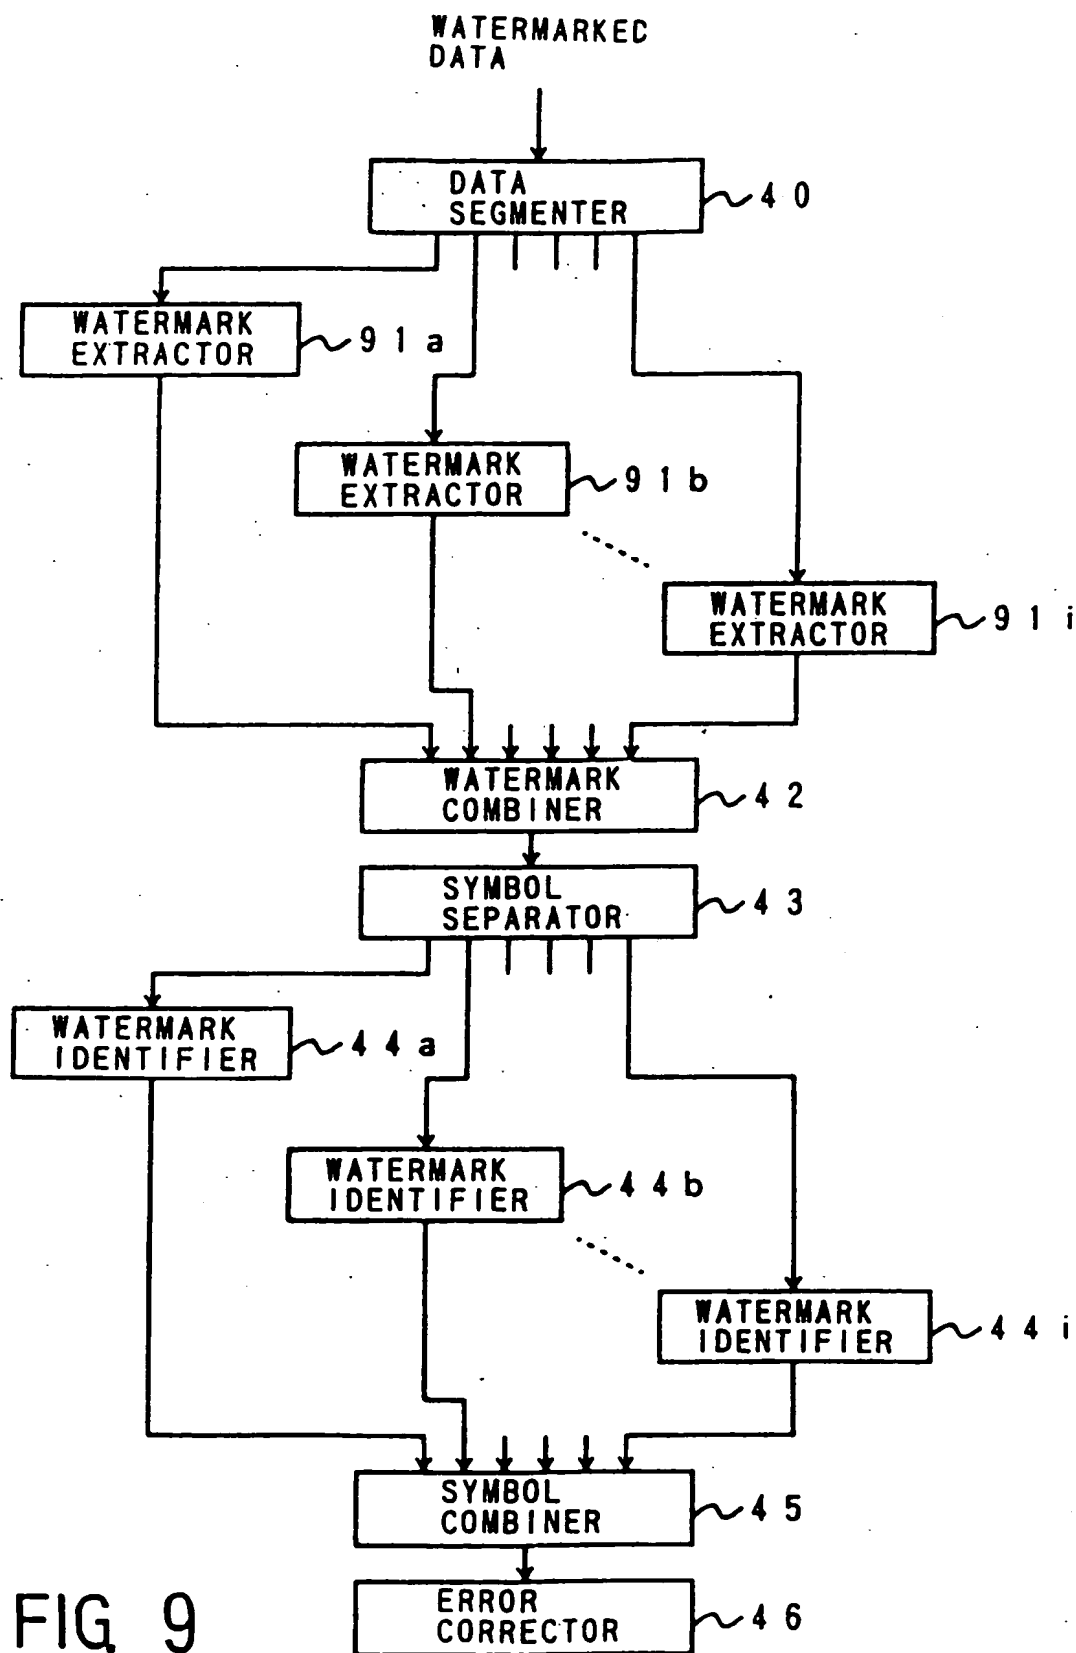 WATERMARKED
DATA
DATA
SEGMENTER
40
WATERMARK
EXTRACTOR
91a
WATERMARK
EXTRACTOR
91b
WATERMARK
EXTRACTOR
91i
WATERMARK
COMBINER
42
SYMBOL
SEPARATOR
43
WATERMARK
IDENTIFIER
44a
WATERMARK
IDENTIFIER
44b
WATERMARK
IDENTIFIER
44i
SYMBOL
COMBINER
45
ERROR
CORRECTOR
46
FIG. 9